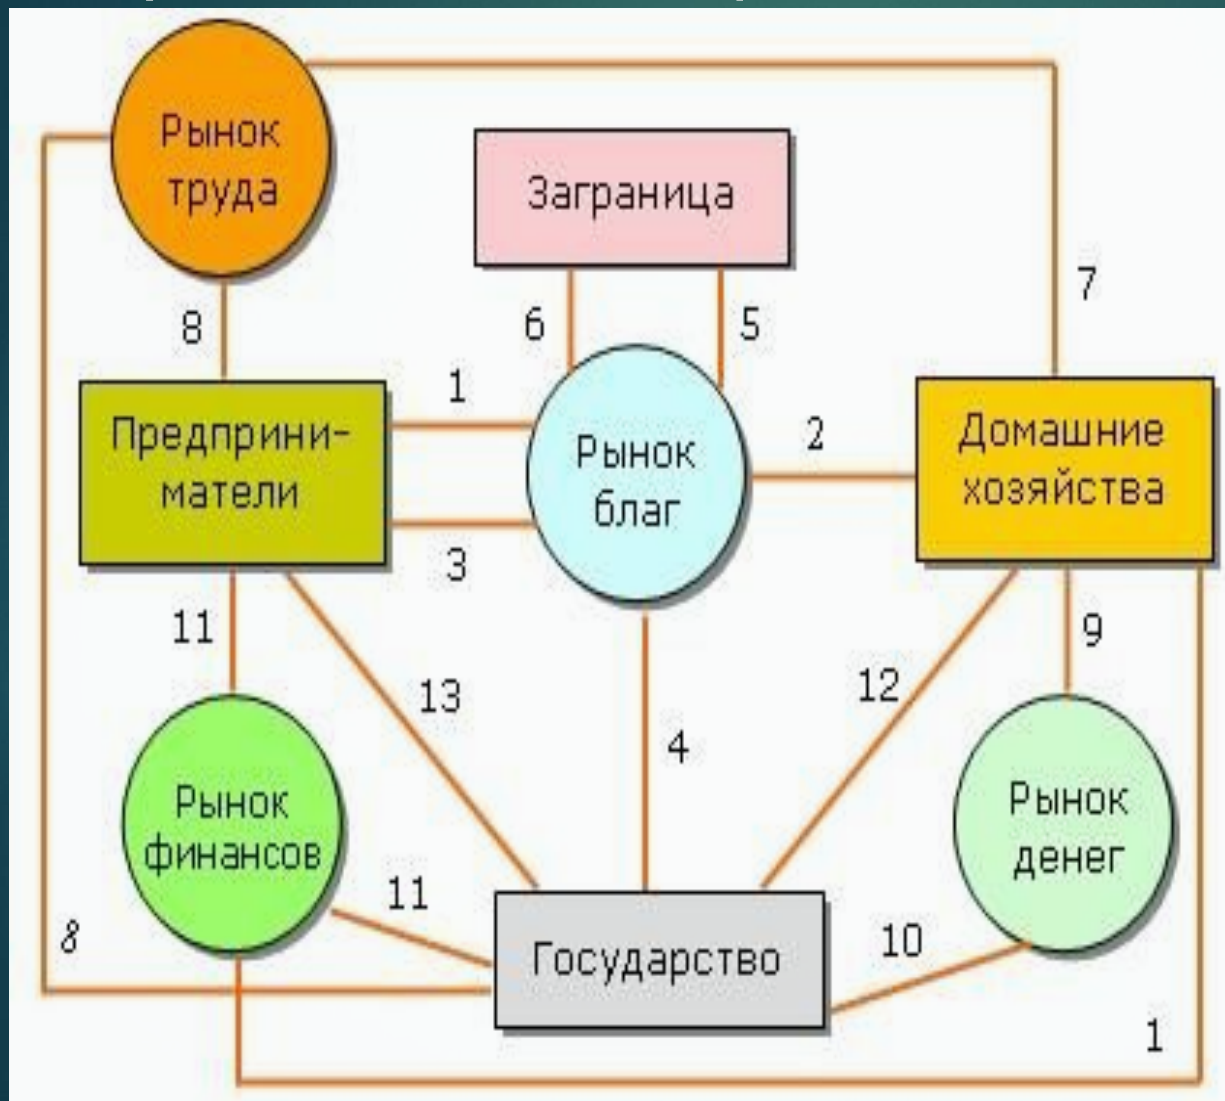 Рынок
труда
Заграница
7
8
6
5
1
Предприни-
матели
Рынок
благ
2
Домашние
хозяйства
3
11
13
12
9
4
Рынок
финансов
Рынок
денег
11
8
Государство
10
1